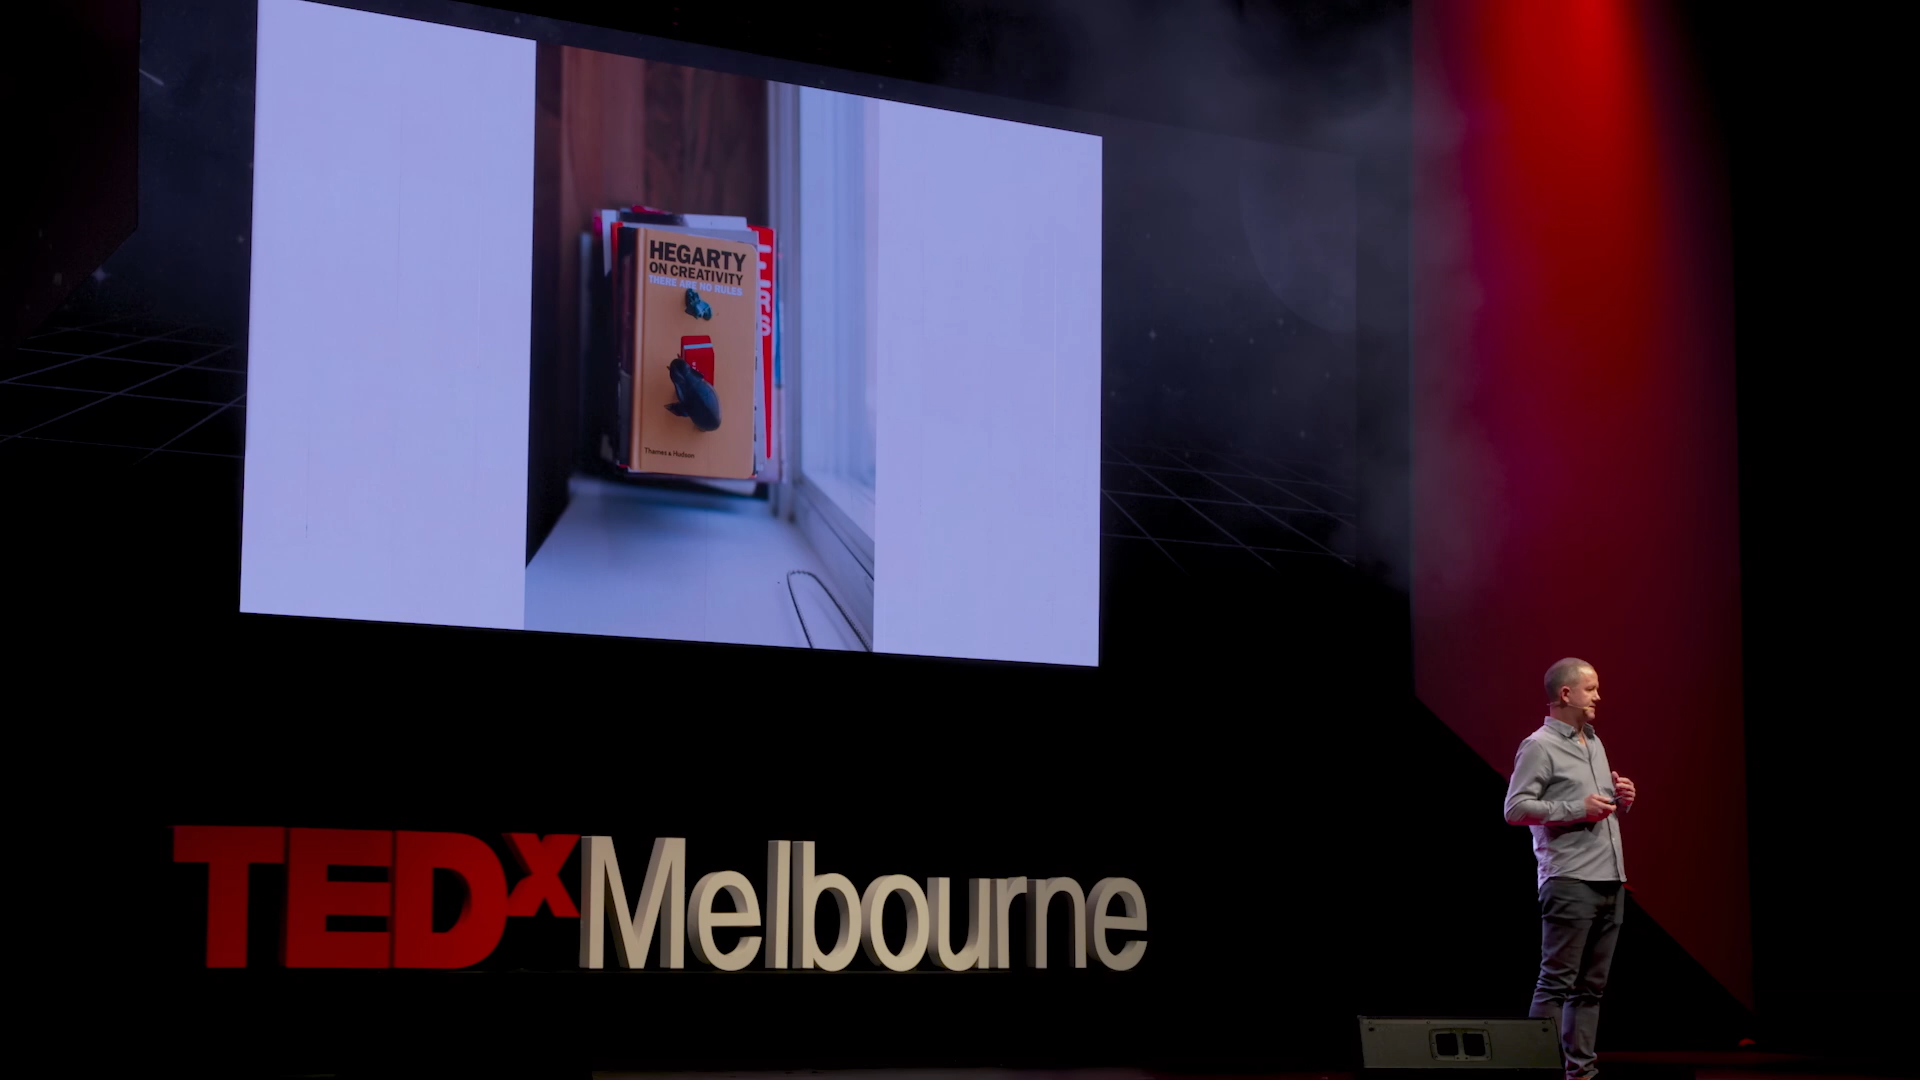 HEGARTY
ON CREATIVITY
THERE ARE NO RULES
Thames & Hudson
TEDxMelbourne